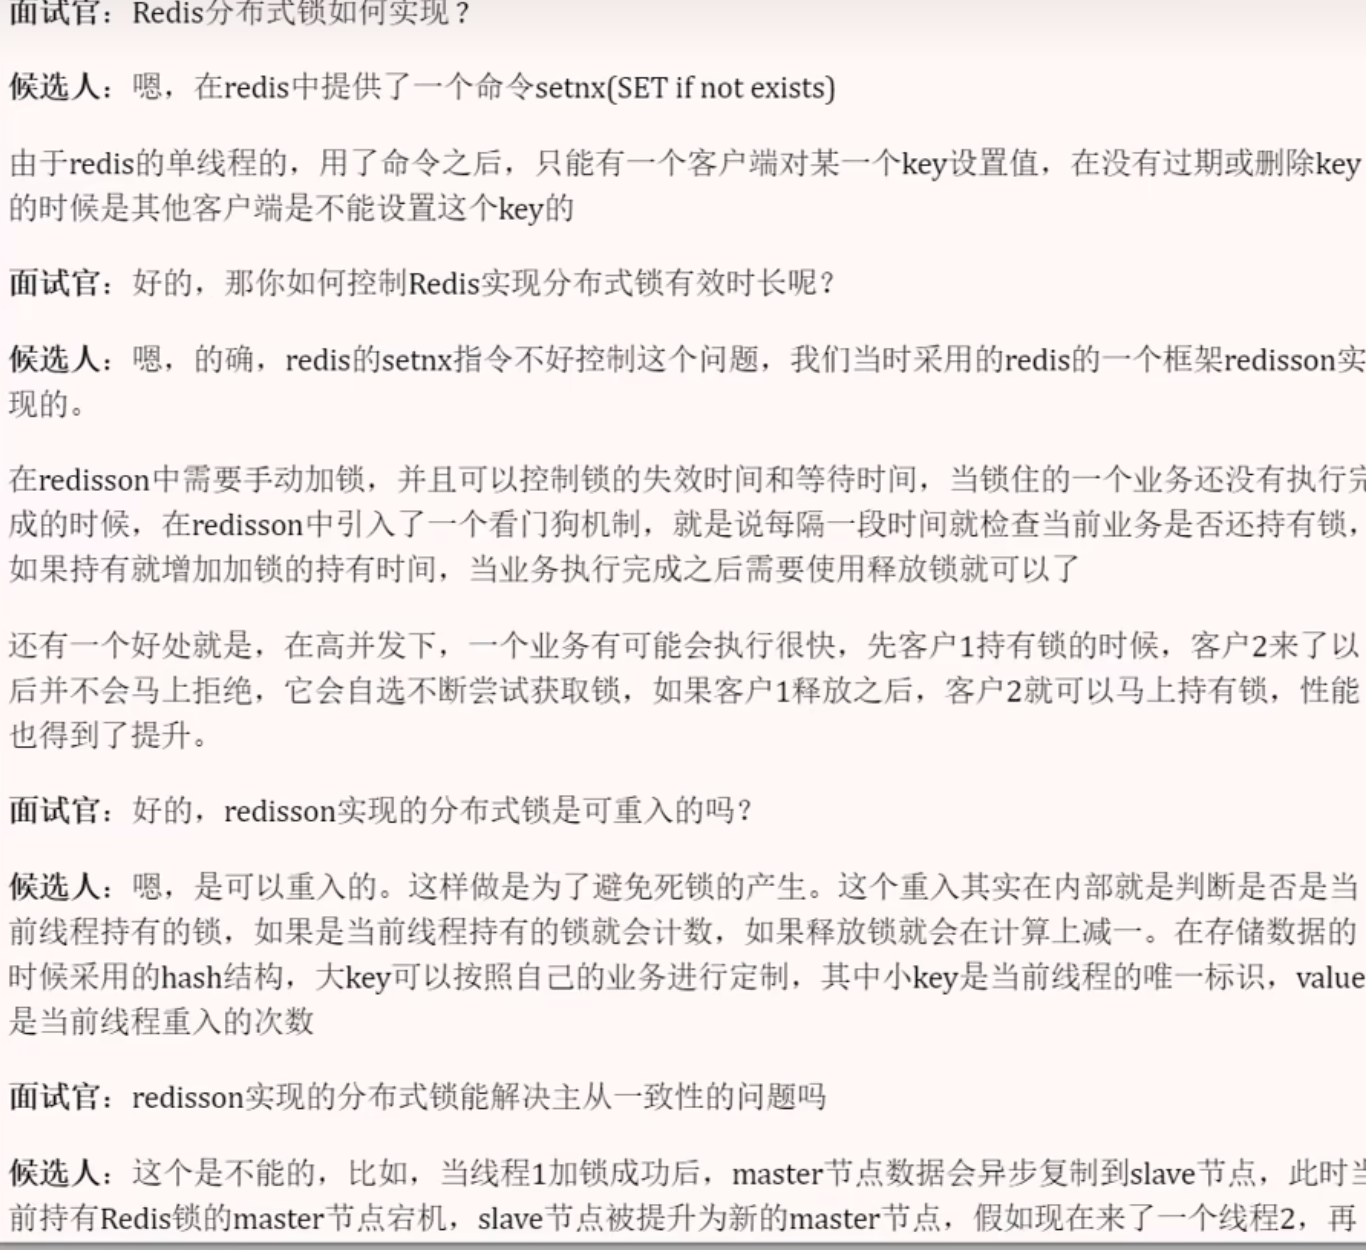 面试官：Redis分布式锁如何实现？
候选人：嗯，在redis中提供了一个命令setnx(SET if not exists)
由于redis的单线程的，用了命令之后，只能有一个客户端对某一个key设置值，在没有过期或删除key
的时候是其他客户端是不能设置这个key的
面试官：好的，那你如何控制Redis实现分布式锁有效时长呢？
候选人：嗯，的确，redis的setnx指令不好控制这个问题，我们当时采用的redis的一个框架redisson实
现的。
在redisson中需要手动加锁，并且可以控制锁的失效时间和等待时间，当锁住的一个业务还没有执行完
成的时候，在redisson中引入了一个看门狗机制，就是说每隔一段时间就检查当前业务是否还持有锁，
如果持有就增加加锁的持有时间，当业务执行完成之后需要使用释放锁就可以了
还有一个好处就是，在高并发下，一个业务有可能会执行很快，先客户1持有锁的时候，客户2来了以
后并不会马上拒绝，它会自选不断尝试获取锁，如果客户1释放之后，客户2就可以马上持有锁，性能
也得到了提升。
面试官：好的，redisson实现的分布式锁是可重入的吗？
候选人：嗯，是可以重入的。这样做是为了避免死锁的产生。这个重入其实在内部就是判断是否是当
前线程持有的锁，如果是当前线程持有的锁就会计数，如果释放锁就会在计算上减一。在存储数据的
时候采用的hash结构，大key可以按照自己的业务进行定制，其中小key是当前线程的唯一标识，value
是当前线程重入的次数
面试官：redisson实现的分布式锁能解决主从一致性的问题吗
候选人：这个是不能的，比如，当线程1加锁成功后，master节点数据会异步复制到slave节点，此时当
前持有Redis锁的master节点宕机，slave节点被提升为新的master节点，假如现在来了一个线程2，再